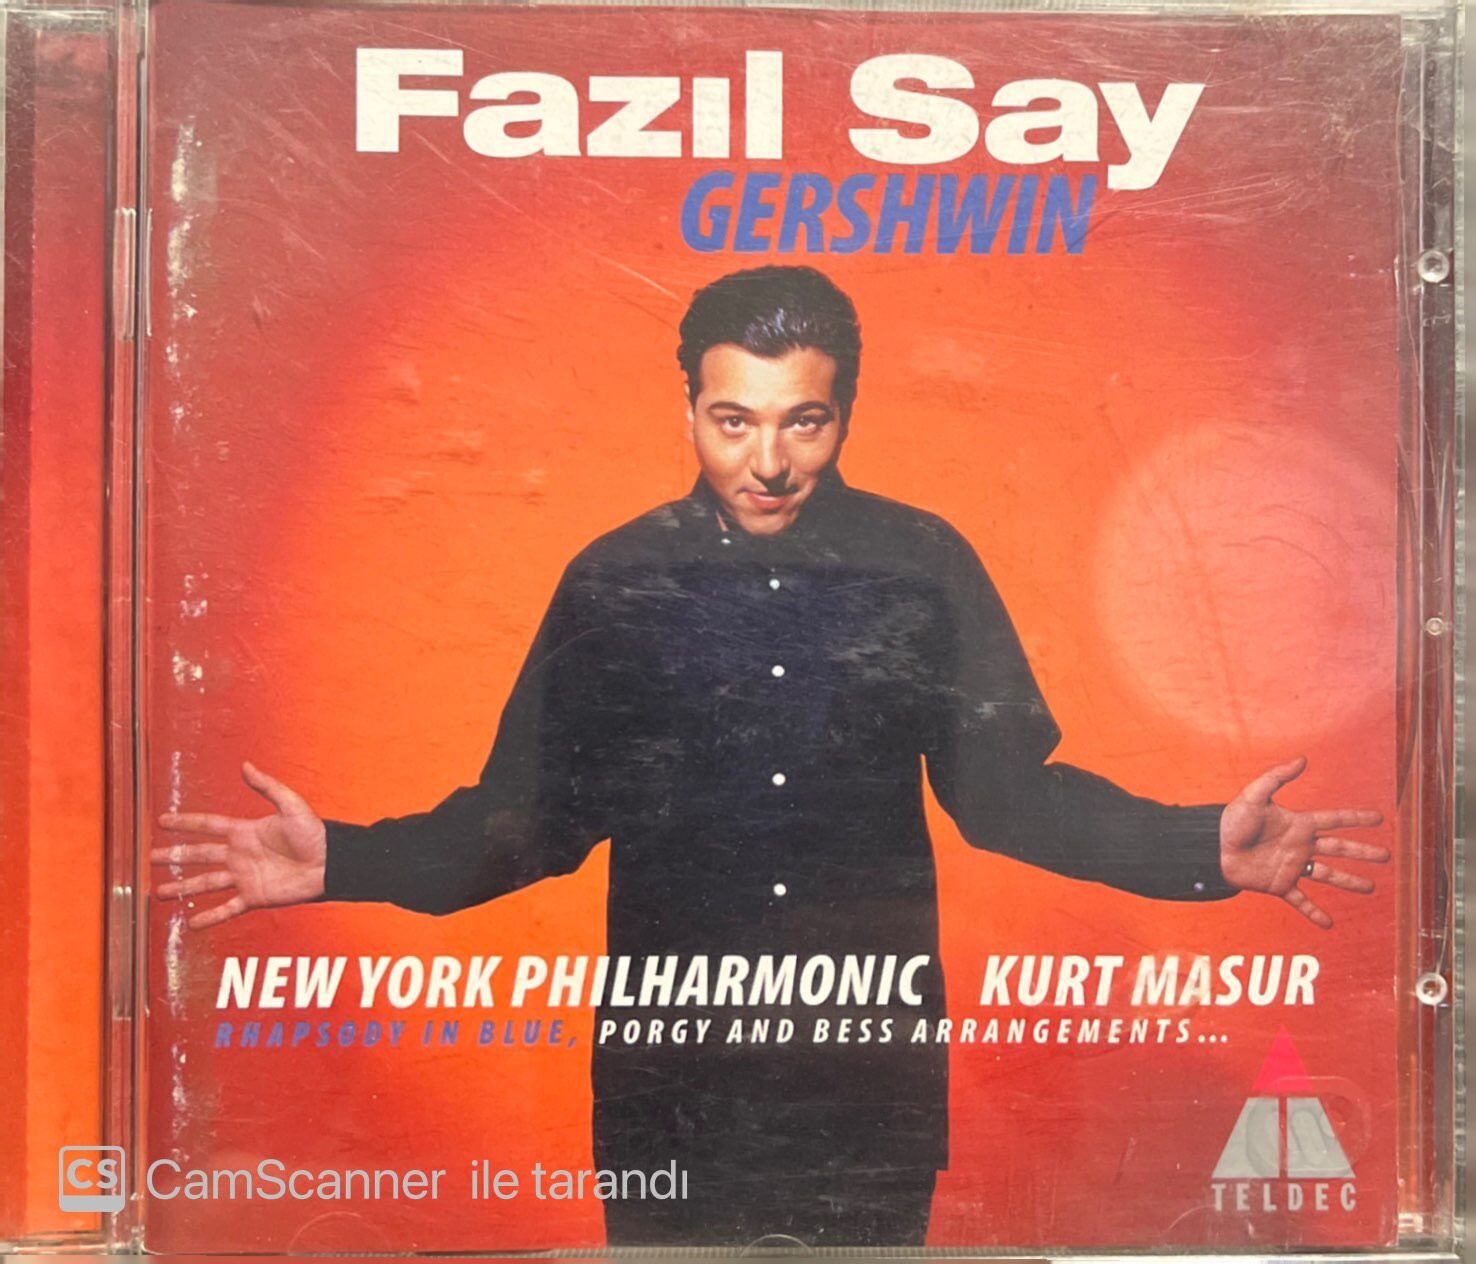 Fazıl Say
GERSHWIN
NEW YORK PHILHARMONIC KURT MASUR
RHAPSODY IN BLUE, PORGY AND BESS ARRANGEMENTS...
TELDEC
CS CamScanner ile tarandı